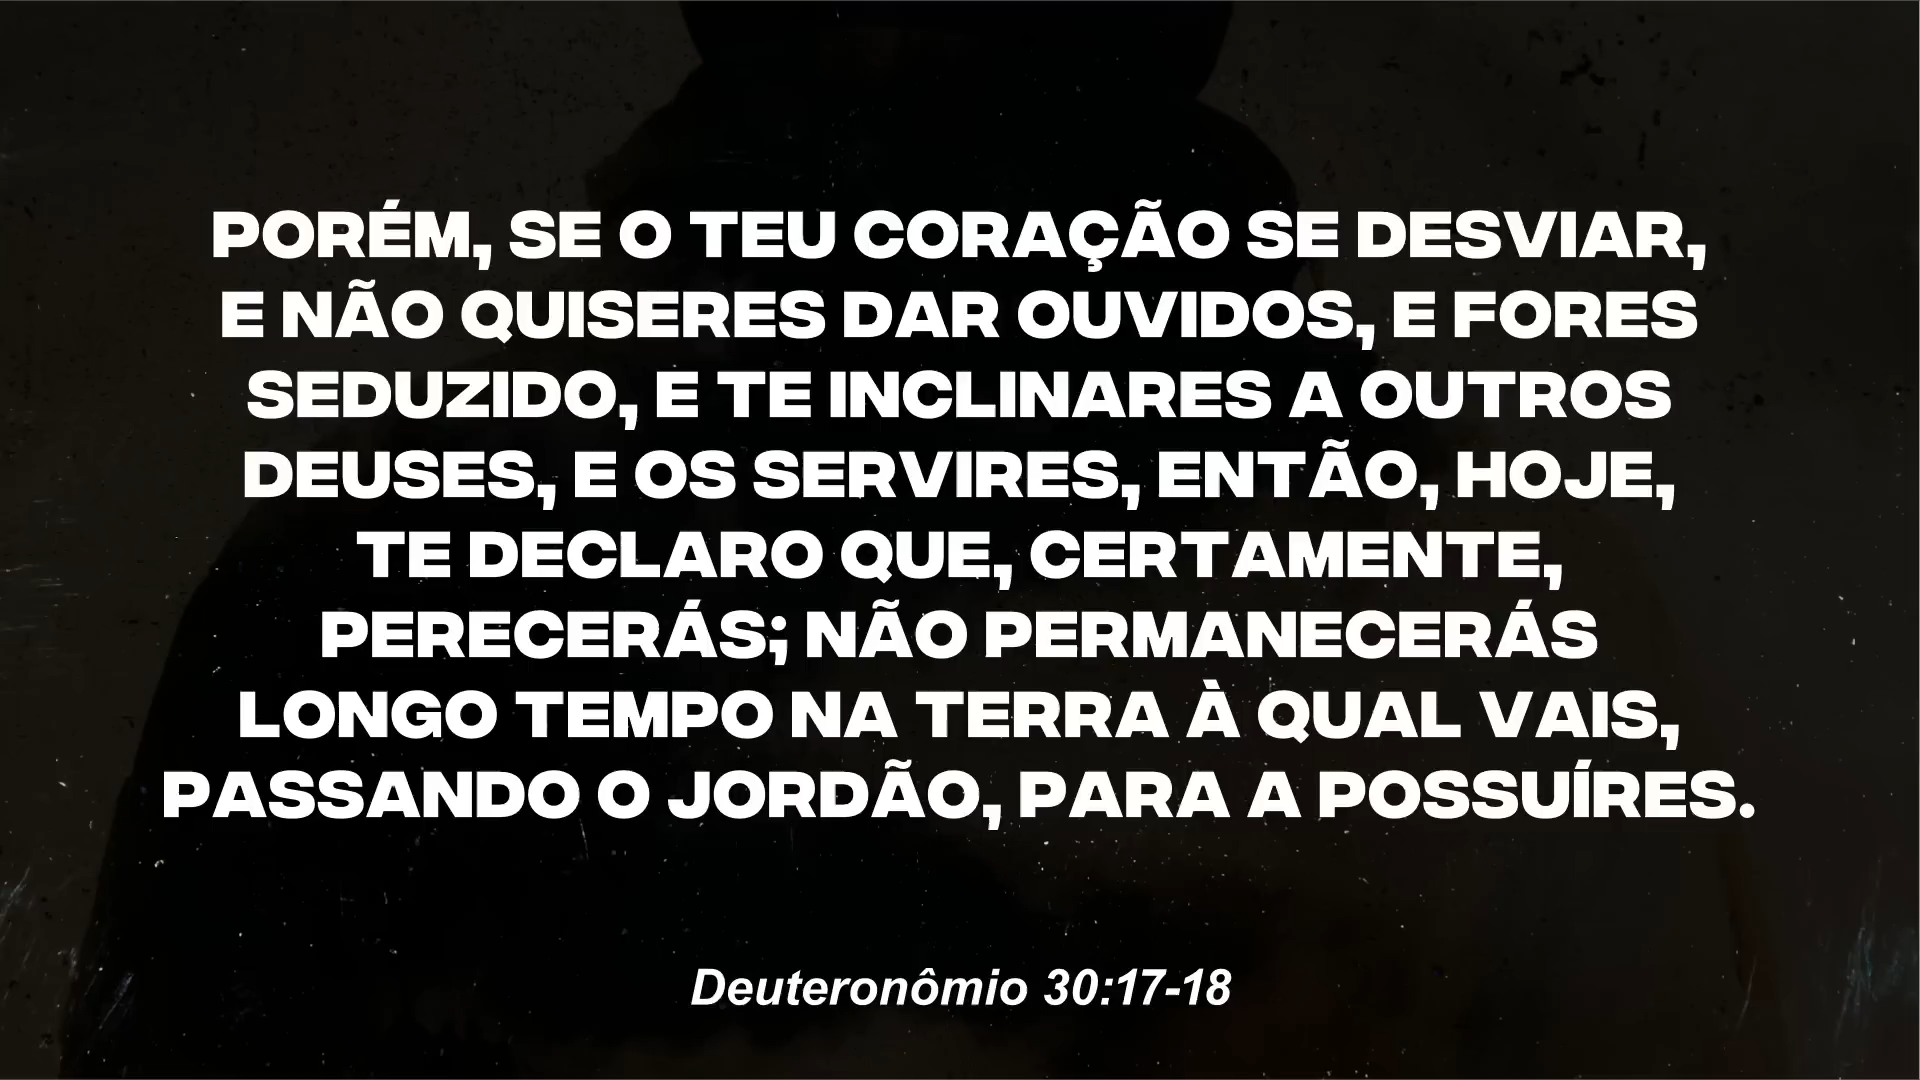 PORÉM, SE O TEU CORAÇÃO SE DESVIAR,
E NÃO QUISERES DAR OUVIDOS, E FORES
SEDUZIDO, E TE INCLINARES A OUTROS
DEUSES, E OS SERVIRES, ENTÃO, HOJE,
TE DECLARO QUE, CERTAMENTE,
PERECERÁS; NÃO PERMANECERÁS
LONGO TEMPO NA TERRA À QUAL VAIS,
PASSANDO O JORDÃO, PARA A POSSUÍRES.
Deuteronômio 30:17-18